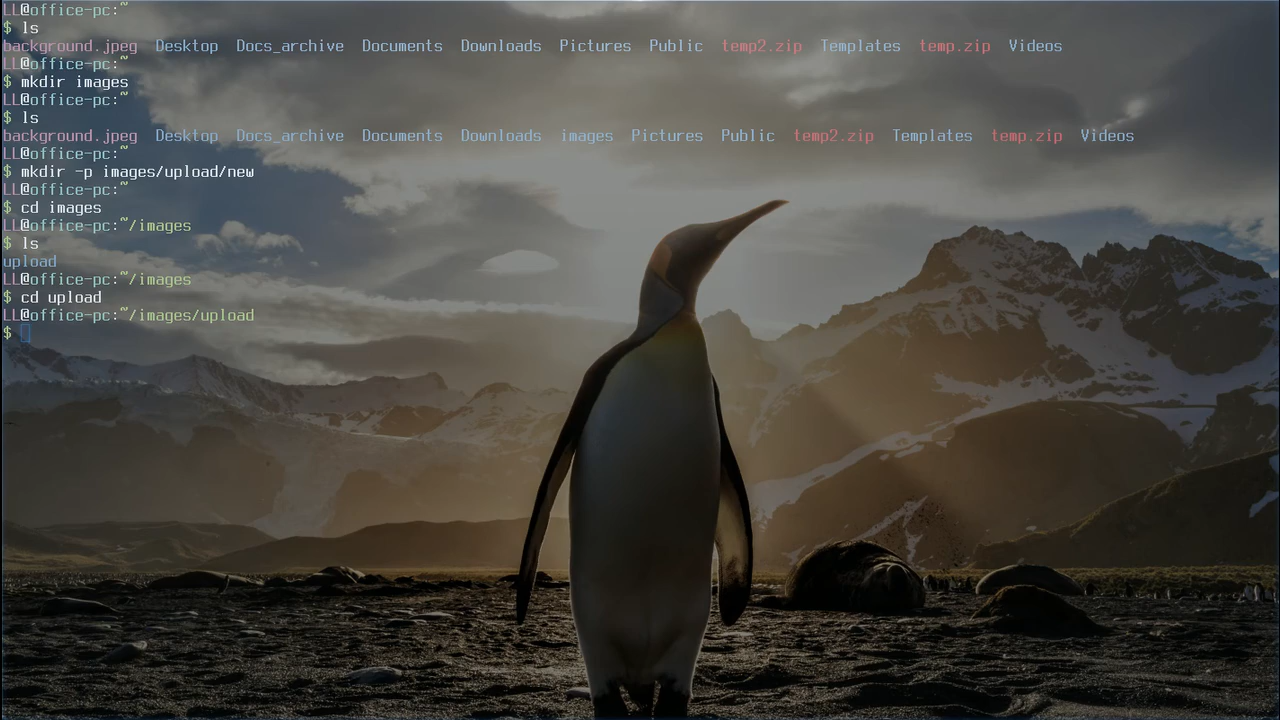 LL@office-pc:~
$ ls
background.jpeg  Desktop  Docs_archive  Documents  Downloads  Pictures  Public  temp2.zip  Templates  temp.zip  Videos
LL@office-pc:~
$ mkdir images
LL@office-pc:~
$ ls
background.jpeg  Desktop  Docs_archive  Documents  Downloads  images  Pictures  Public  temp2.zip  Templates  temp.zip  Videos
LL@office-pc:~
$ mkdir -p images/upload/new
LL@office-pc:~
$ cd images
LL@office-pc:~/images
$ ls
upload
LL@office-pc:~/images
$ cd upload
LL@office-pc:~/images/upload
$